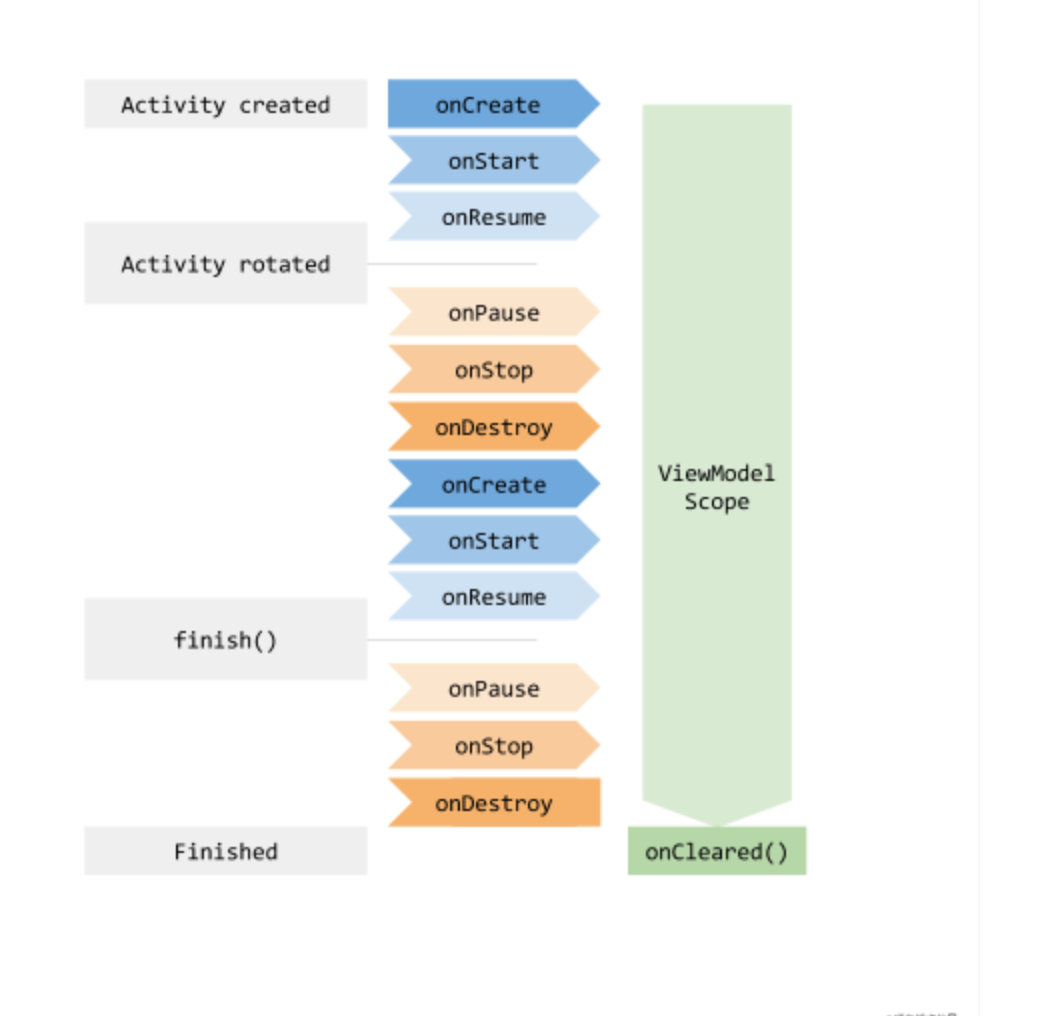 Activity created
onCreate
onStart
onResume
Activity rotated
onPause
onStop
onDestroy
onCreate
onStart
onResume
finish()
onPause
onStop
onDestroy
Finished
ViewModel
Scope
onCleared()